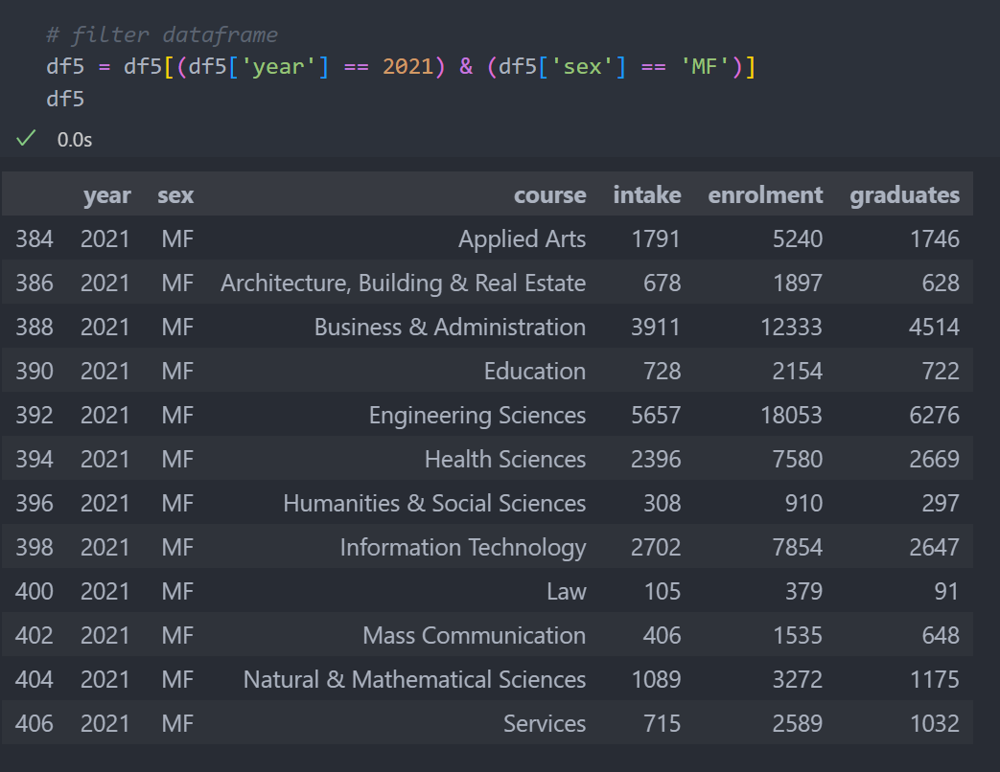 # filter dataframe
df5 = df5[(df5['year'] == 2021) & (df5['sex'] == 'MF')]
df5
0.0s
year sex course intake enrolment graduates
384 2021 MF Applied Arts 1791 5240 1746
386 2021 MF Architecture, Building & Real Estate 678 1897 628
388 2021 MF Business & Administration 3911 12333 4514
390 2021 MF Education 728 2154 722
392 2021 MF Engineering Sciences 5657 18053 6276
394 2021 MF Health Sciences 2396 7580 2669
396 2021 MF Humanities & Social Sciences 308 910 297
398 2021 MF Information Technology 2702 7854 2647
400 2021 MF Law 105 379 91
402 2021 MF Mass Communication 406 1535 648
404 2021 MF Natural & Mathematical Sciences 1089 3272 1175
406 2021 MF Services 715 2589 1032